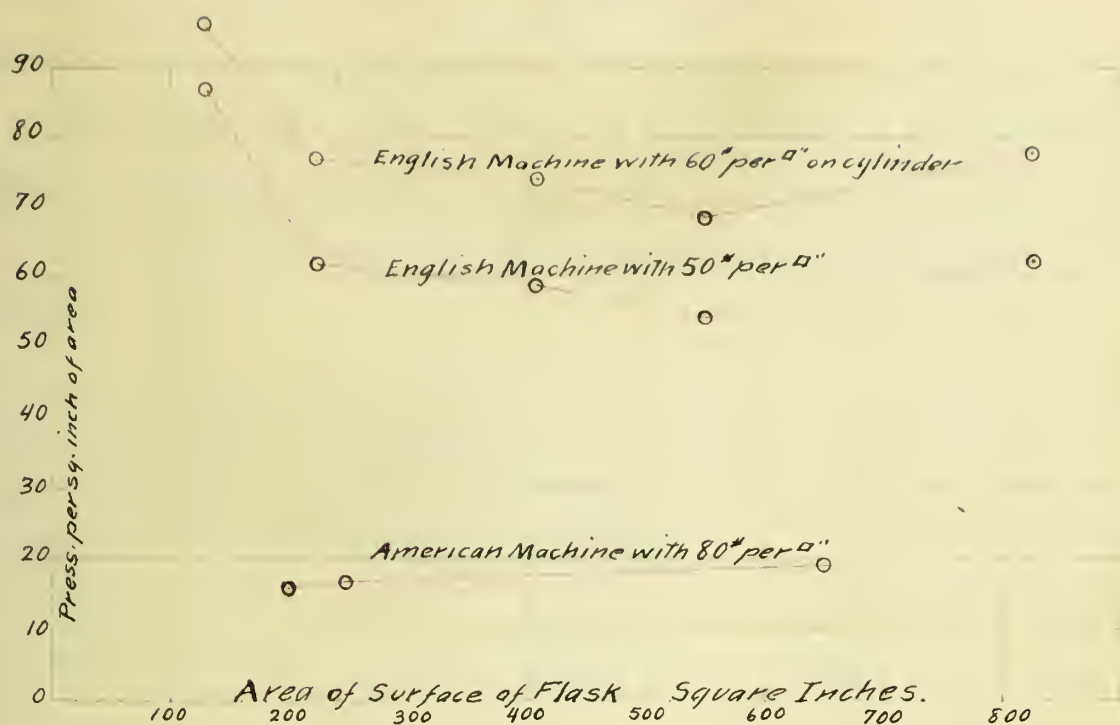 90
80
70
60
50
40
30
20
10
0
Press. per sq. inch of area
English Machine with 60# per □" on cylinder
English Machine with 50# per □"
American Machine with 80# per □"
Area of Surface of Flask Square Inches.
100 200 300 400 500 600 700 800